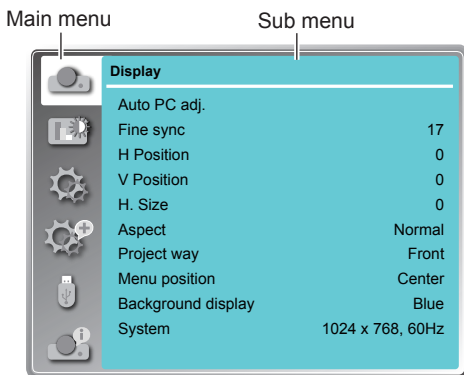 Main menu
Sub menu
Display
Auto PC adj.
Fine sync 17
H Position 0
V Position 0
H. Size 0
Aspect Normal
Project way Front
Menu position Center
Background display Blue
System 1024 x 768, 60Hz